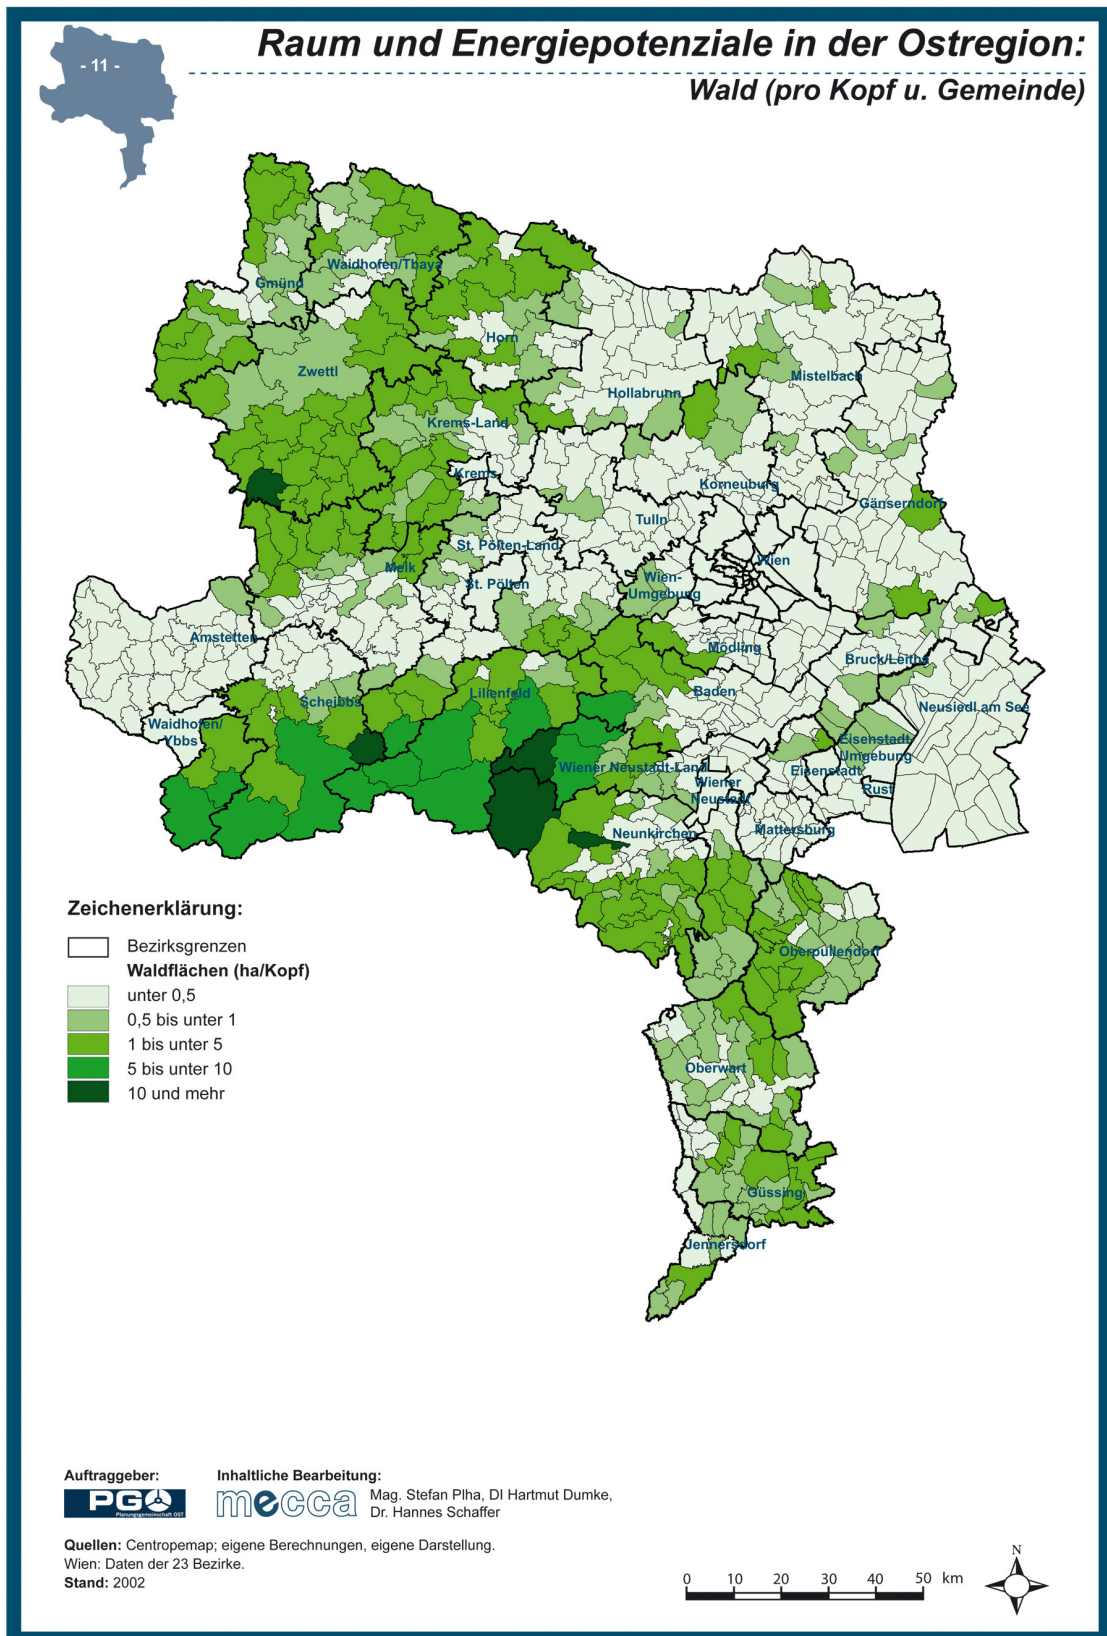 - 11 -
Raum und Energiepotenziale in der Ostregion:
Wald (pro Kopf u. Gemeinde)
Waidhofen/Thaya
Gmünd
Horn
Zwettl
Mistelbach
Hollabrunn
Krems-Land
Krems
Korneuburg
Gänserndorf
Tulln
St. Pölten-Land
Wien
Melk
St. Pölten
Wien-
Umgebung
Amstetten
Mödling
Bruck/Leitha
Lilienfeld
Baden
Scheibbs
Neusiedl am See
Waidhofen/
Ybbs
Eisenstadt-
Umgebung
Wiener Neustadt-Land
Eisenstadt
Wiener
Neustadt
Rust
Mattersburg
Neunkirchen
Oberpullendorf
Oberwart
Güssing
Jennersdorf
Zeichenerklärung:
Bezirksgrenzen
Waldflächen (ha/Kopf)
unter 0,5
0,5 bis unter 1
1 bis unter 5
5 bis unter 10
10 und mehr
Auftraggeber:
PGO
Planungsgemeinschaft OST
Inhaltliche Bearbeitung:
mecca
Mag. Stefan Plha, DI Hartmut Dumke,
Dr. Hannes Schaffer
Quellen: Centropemap; eigene Berechnungen, eigene Darstellung.
Wien: Daten der 23 Bezirke.
Stand: 2002
0 10 20 30 40 50 km
N